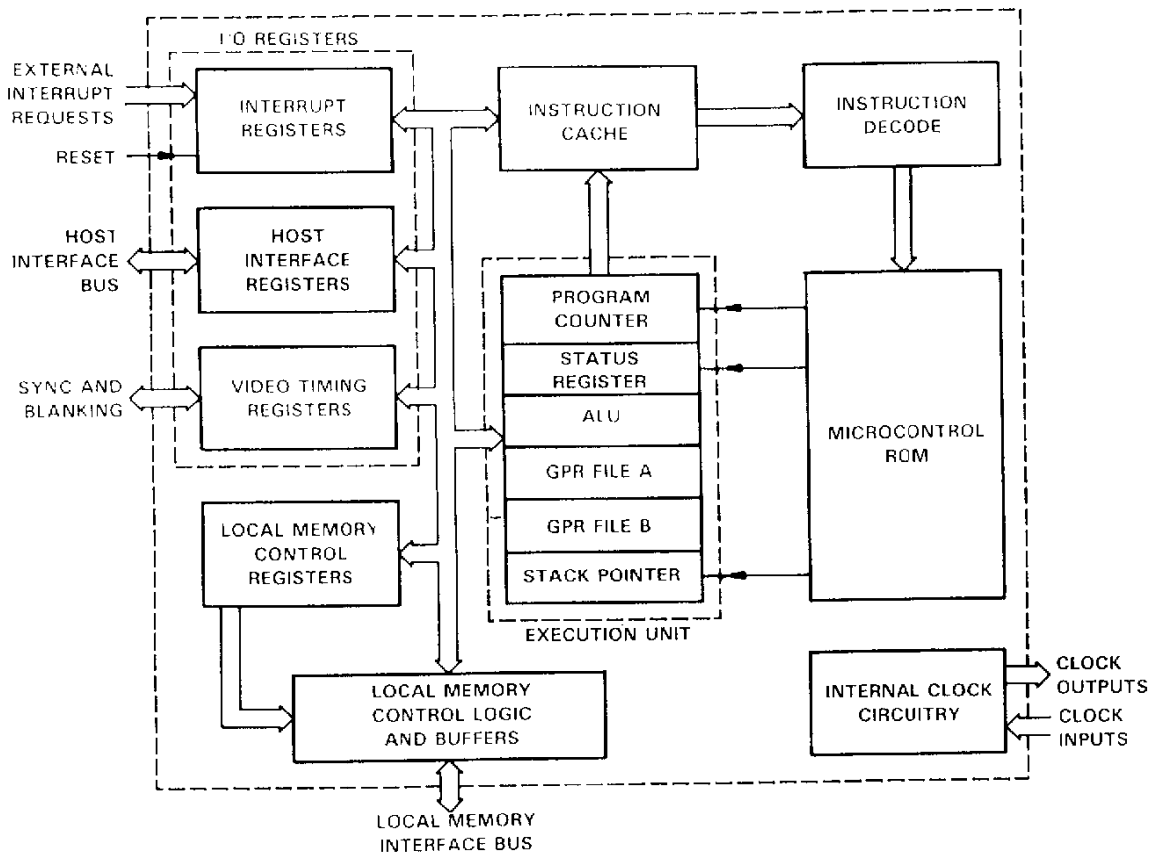 I/O REGISTERS
EXTERNAL
INTERRUPT
REQUESTS
RESET
INTERRUPT
REGISTERS
INSTRUCTION
CACHE
INSTRUCTION
DECODE
HOST
INTERFACE
BUS
HOST
INTERFACE
REGISTERS
SYNC AND
BLANKING
VIDEO TIMING
REGISTERS
PROGRAM
COUNTER
STATUS
REGISTER
ALU
GPR FILE A
GPR FILE B
STACK POINTER
EXECUTION UNIT
MICROCONTROL
ROM
LOCAL MEMORY
CONTROL
REGISTERS
LOCAL MEMORY
CONTROL LOGIC
AND BUFFERS
INTERNAL CLOCK
CIRCUITRY
CLOCK
OUTPUTS
CLOCK
INPUTS
LOCAL MEMORY
INTERFACE BUS